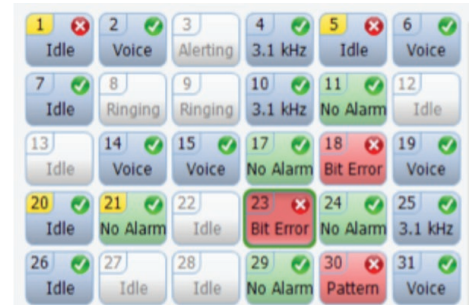 1 2 3 4 5 6
Idle Voice Alerting 3.1 kHz Idle Voice
7 8 9 10 11 12
Idle Ringing Ringing 3.1 kHz No Alarm Idle
13 14 15 17 18 19
Idle Voice Voice No Alarm Bit Error Voice
20 21 22 23 24 25
Idle No Alarm Idle Bit Error No Alarm 3.1 kHz
26 27 28 29 30 31
Idle Idle Idle No Alarm Pattern Voice